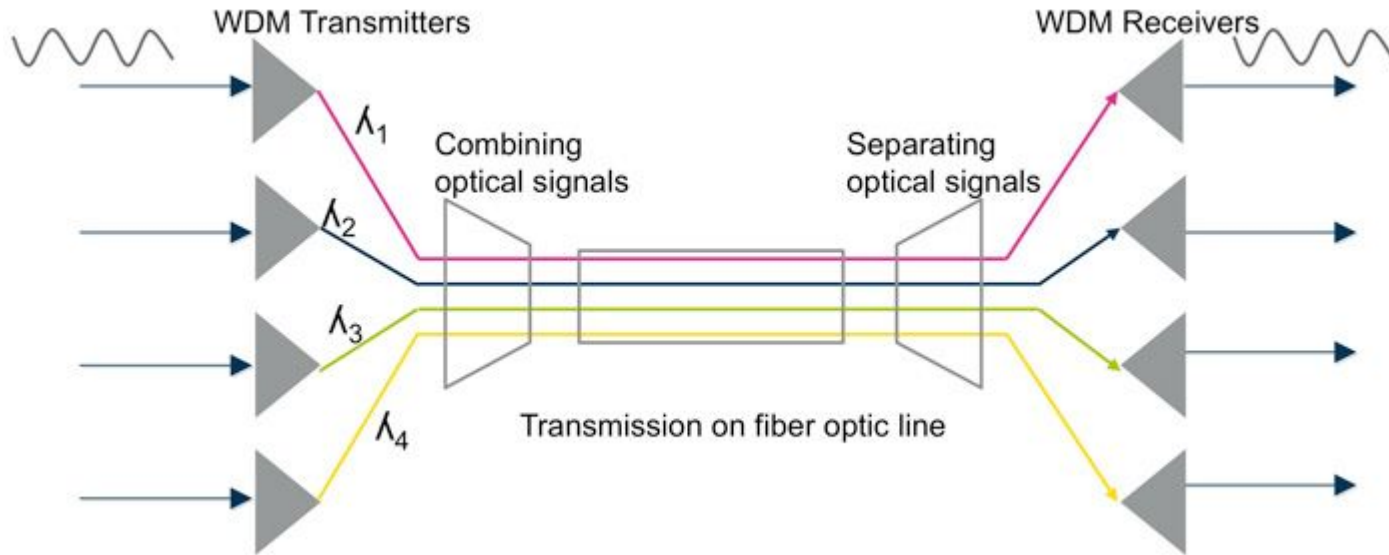 WDM Transmitters
WDM Receivers
λ1
Combining
optical signals
Separating
optical signals
λ2
λ3
λ4
Transmission on fiber optic line